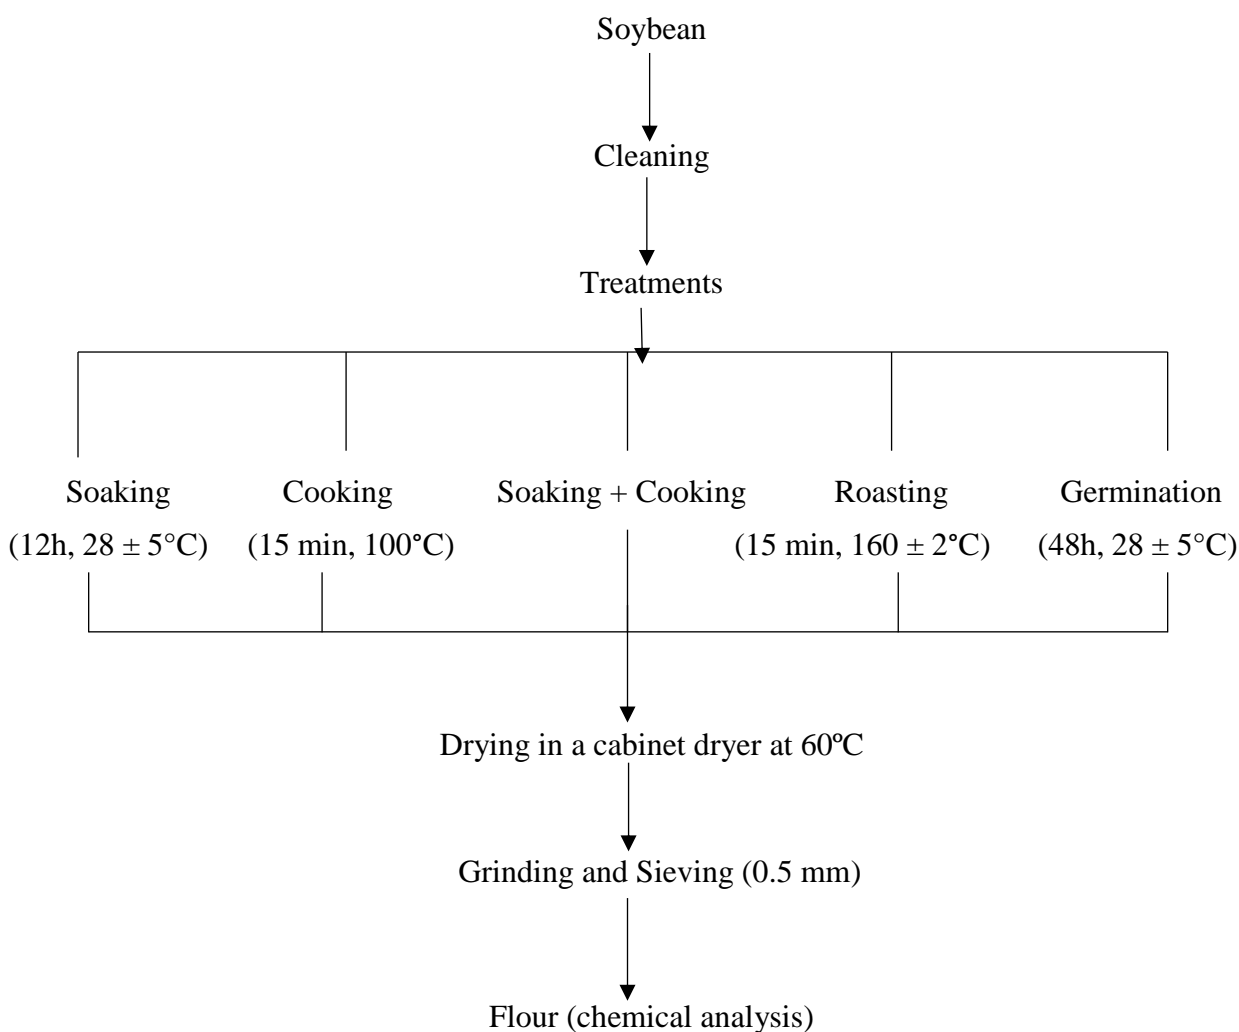 Soybean
Cleaning
Treatments
Soaking Cooking Soaking + Cooking Roasting Germination
(12h, 28 ± 5°C) (15 min, 100°C) (15 min, 160 ± 2°C) (48h, 28 ± 5°C)
Drying in a cabinet dryer at 60ºC
Grinding and Sieving (0.5 mm)
Flour (chemical analysis)